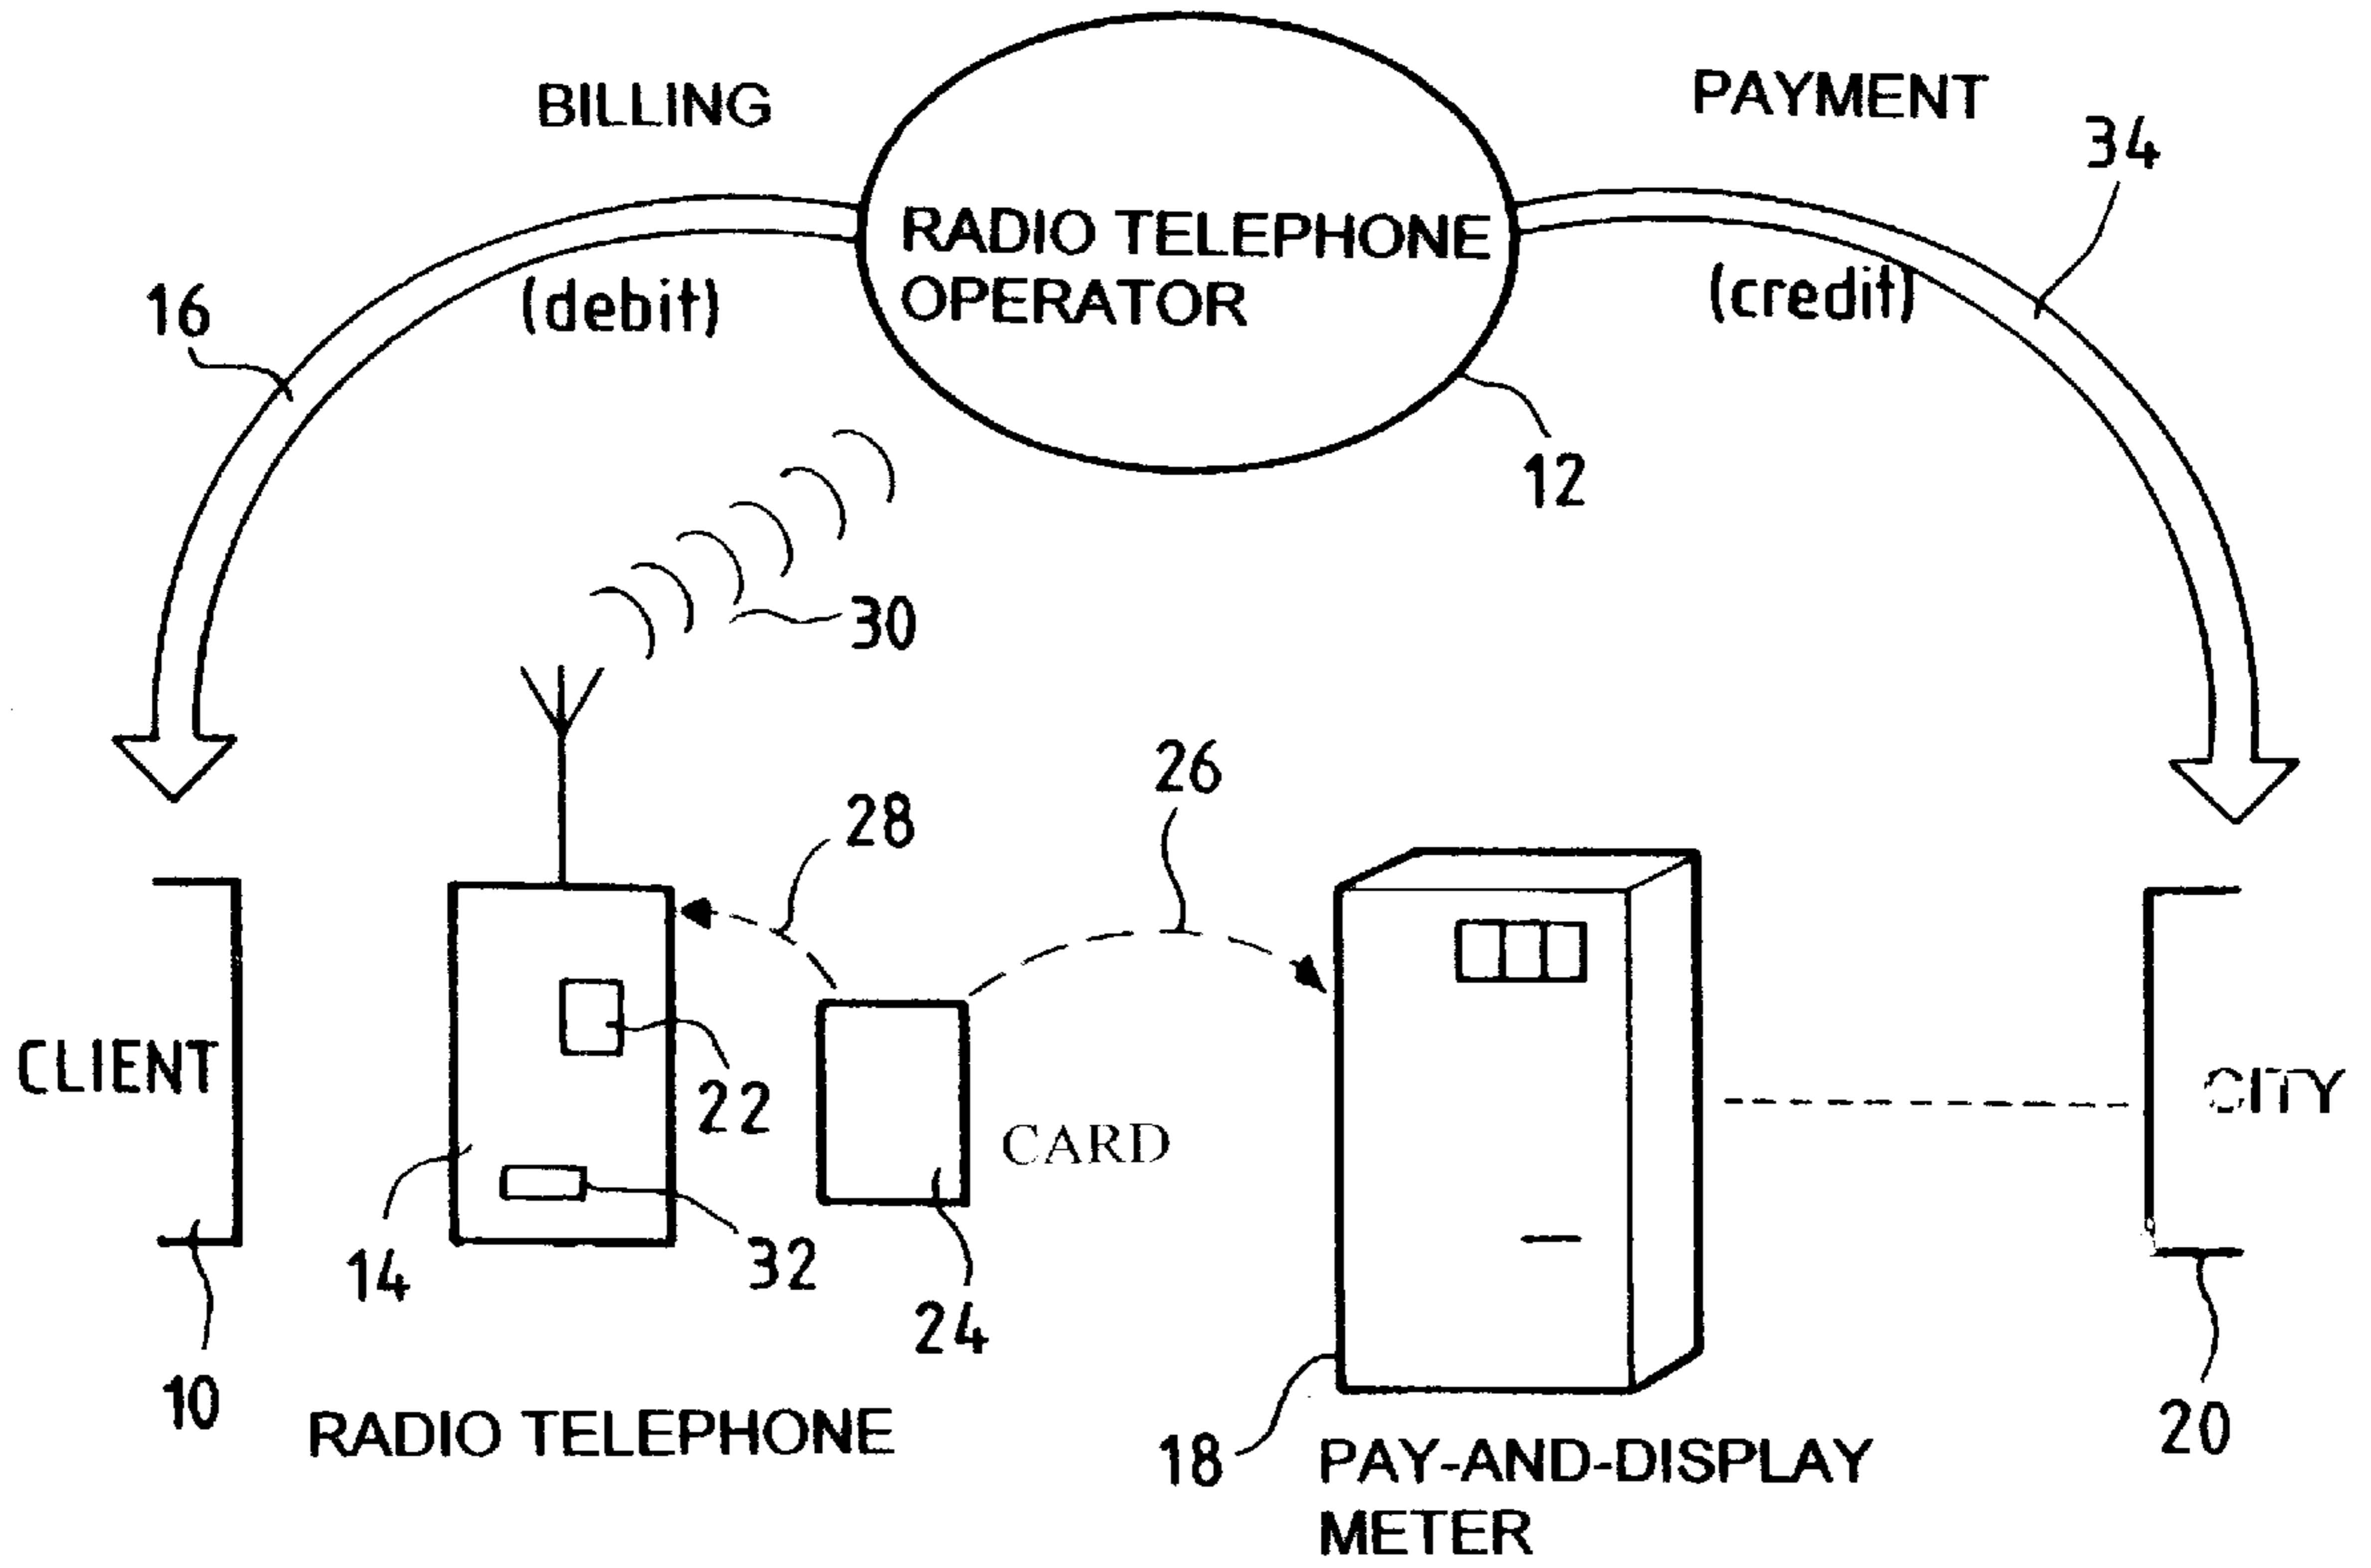 BILLING
PAYMENT
34
RADIO TELEPHONE
OPERATOR
(debit)
(credit)
16
12
30
26
28
CLIENT
22
CARD
CITY
14
32
24
10
20
RADIO TELEPHONE
18
PAY-AND-DISPLAY
METER